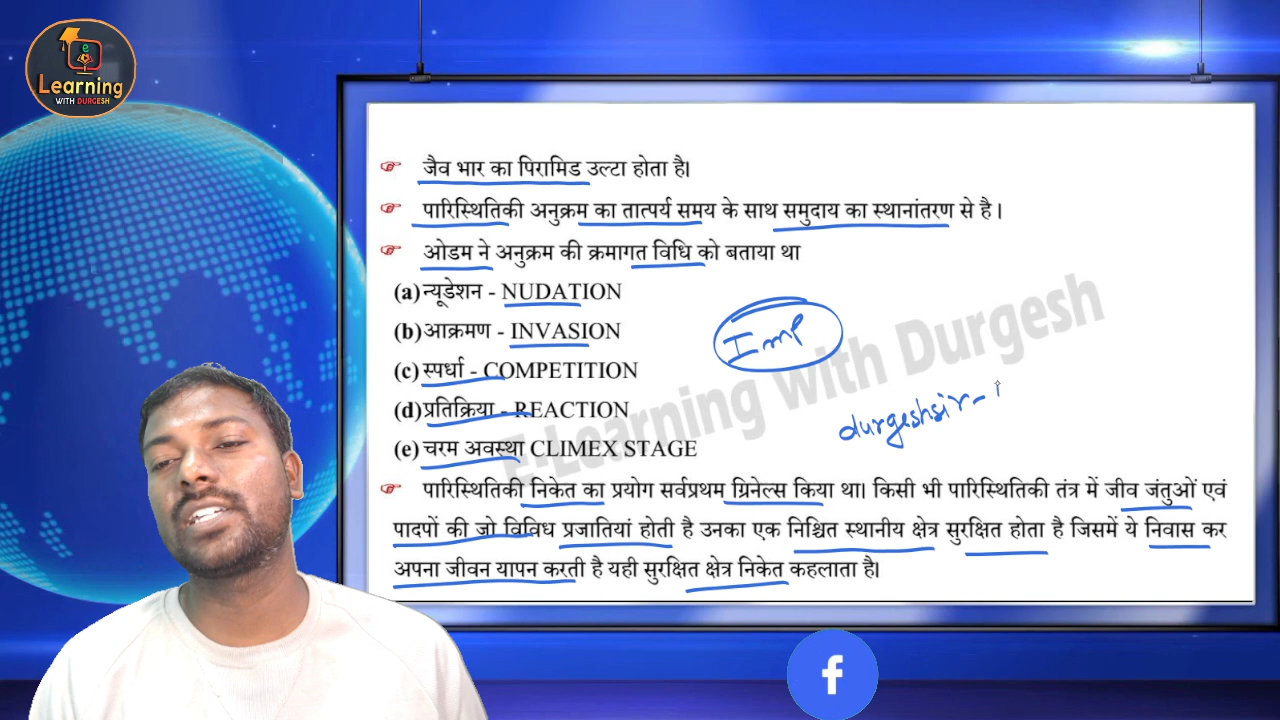 e
Learning
WITH DURGESH
जैव भार का पिरामिड उल्टा होता है।
पारिस्थितिकी अनुक्रम का तात्पर्य समय के साथ समुदाय का स्थानांतरण से है ।
ओडम ने अनुक्रम की क्रमागत विधि को बताया था
(a) न्यूडेशन - NUDATION
(b) आक्रमण - INVASION
(c) स्पर्धा - COMPETITION
(d) प्रतिक्रिया - REACTION
(e) चरम अवस्था CLIMEX STAGE
Imp
durgeshsir-
E-Learning with Durgesh
पारिस्थितिकी निकेत का प्रयोग सर्वप्रथम ग्रिनेल्स किया था। किसी भी पारिस्थितिकी तंत्र में जीव जंतुओं एवं
पादपों की जो विविध प्रजातियां होती है उनका एक निश्चित स्थानीय क्षेत्र सुरक्षित होता है जिसमें ये निवास कर
अपना जीवन यापन करती है यही सुरक्षित क्षेत्र निकेत कहलाता है।
f